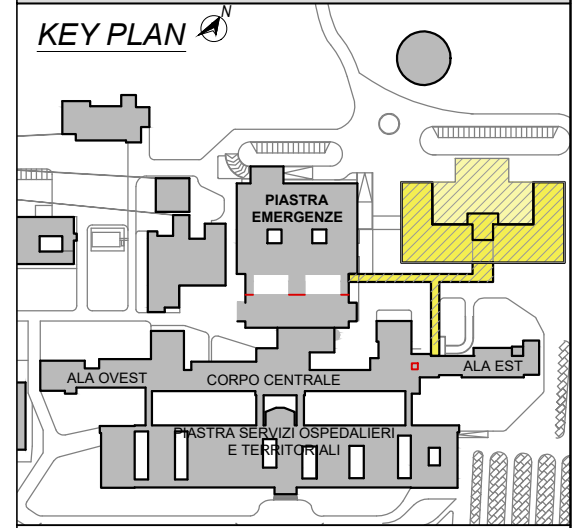 KEY PLAN
N
PIASTRA
EMERGENZE
ALA OVEST
CORPO CENTRALE
ALA EST
PIASTRA SERVIZI OSPEDALIERI
E TERRITORIALI